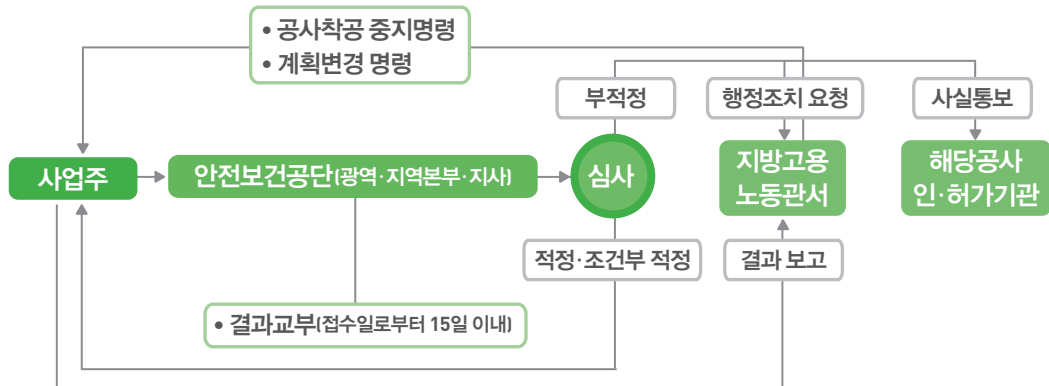 • 공사착공 중지명령
• 계획변경 명령
부적정
행정조치 요청
사실통보
사업주
안전보건공단(광역·지역본부·지사)
심사
지방고용
노동관서
해당공사
인·허가기관
적정·조건부 적정
결과 보고
• 결과교부(접수일로부터 15일 이내)